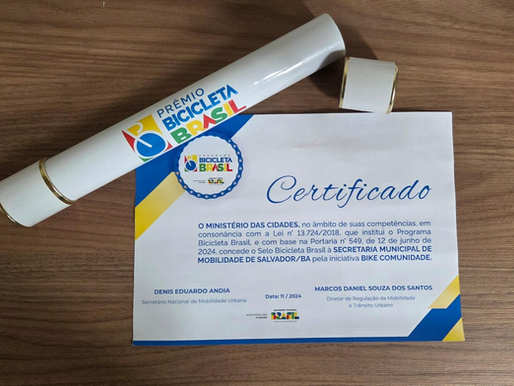 PRÊMIO
BICICLETA
BRASIL
PROGRAMA
BICICLETA
BRASIL
Certificado
O MINISTÉRIO DAS CIDADES, no âmbito de suas competências, em
consonância com a Lei nº 13.724/2018, que institui o Programa
Bicicleta Brasil, e com base na Portaria nº 549, de 12 de junho de
2024, concede o Selo Bicicleta Brasil à SECRETARIA MUNICIPAL DE
MOBILIDADE DE SALVADOR/BA pela iniciativa BIKE COMUNIDADE.
DENIS EDUARDO ANDIA
Secretário Nacional de Mobilidade Urbana
Data: 11 / 2024
MARCOS DANIEL SOUZA DOS SANTOS
Diretor de Regulação da Mobilidade
e Trânsito Urbano
BRASIL